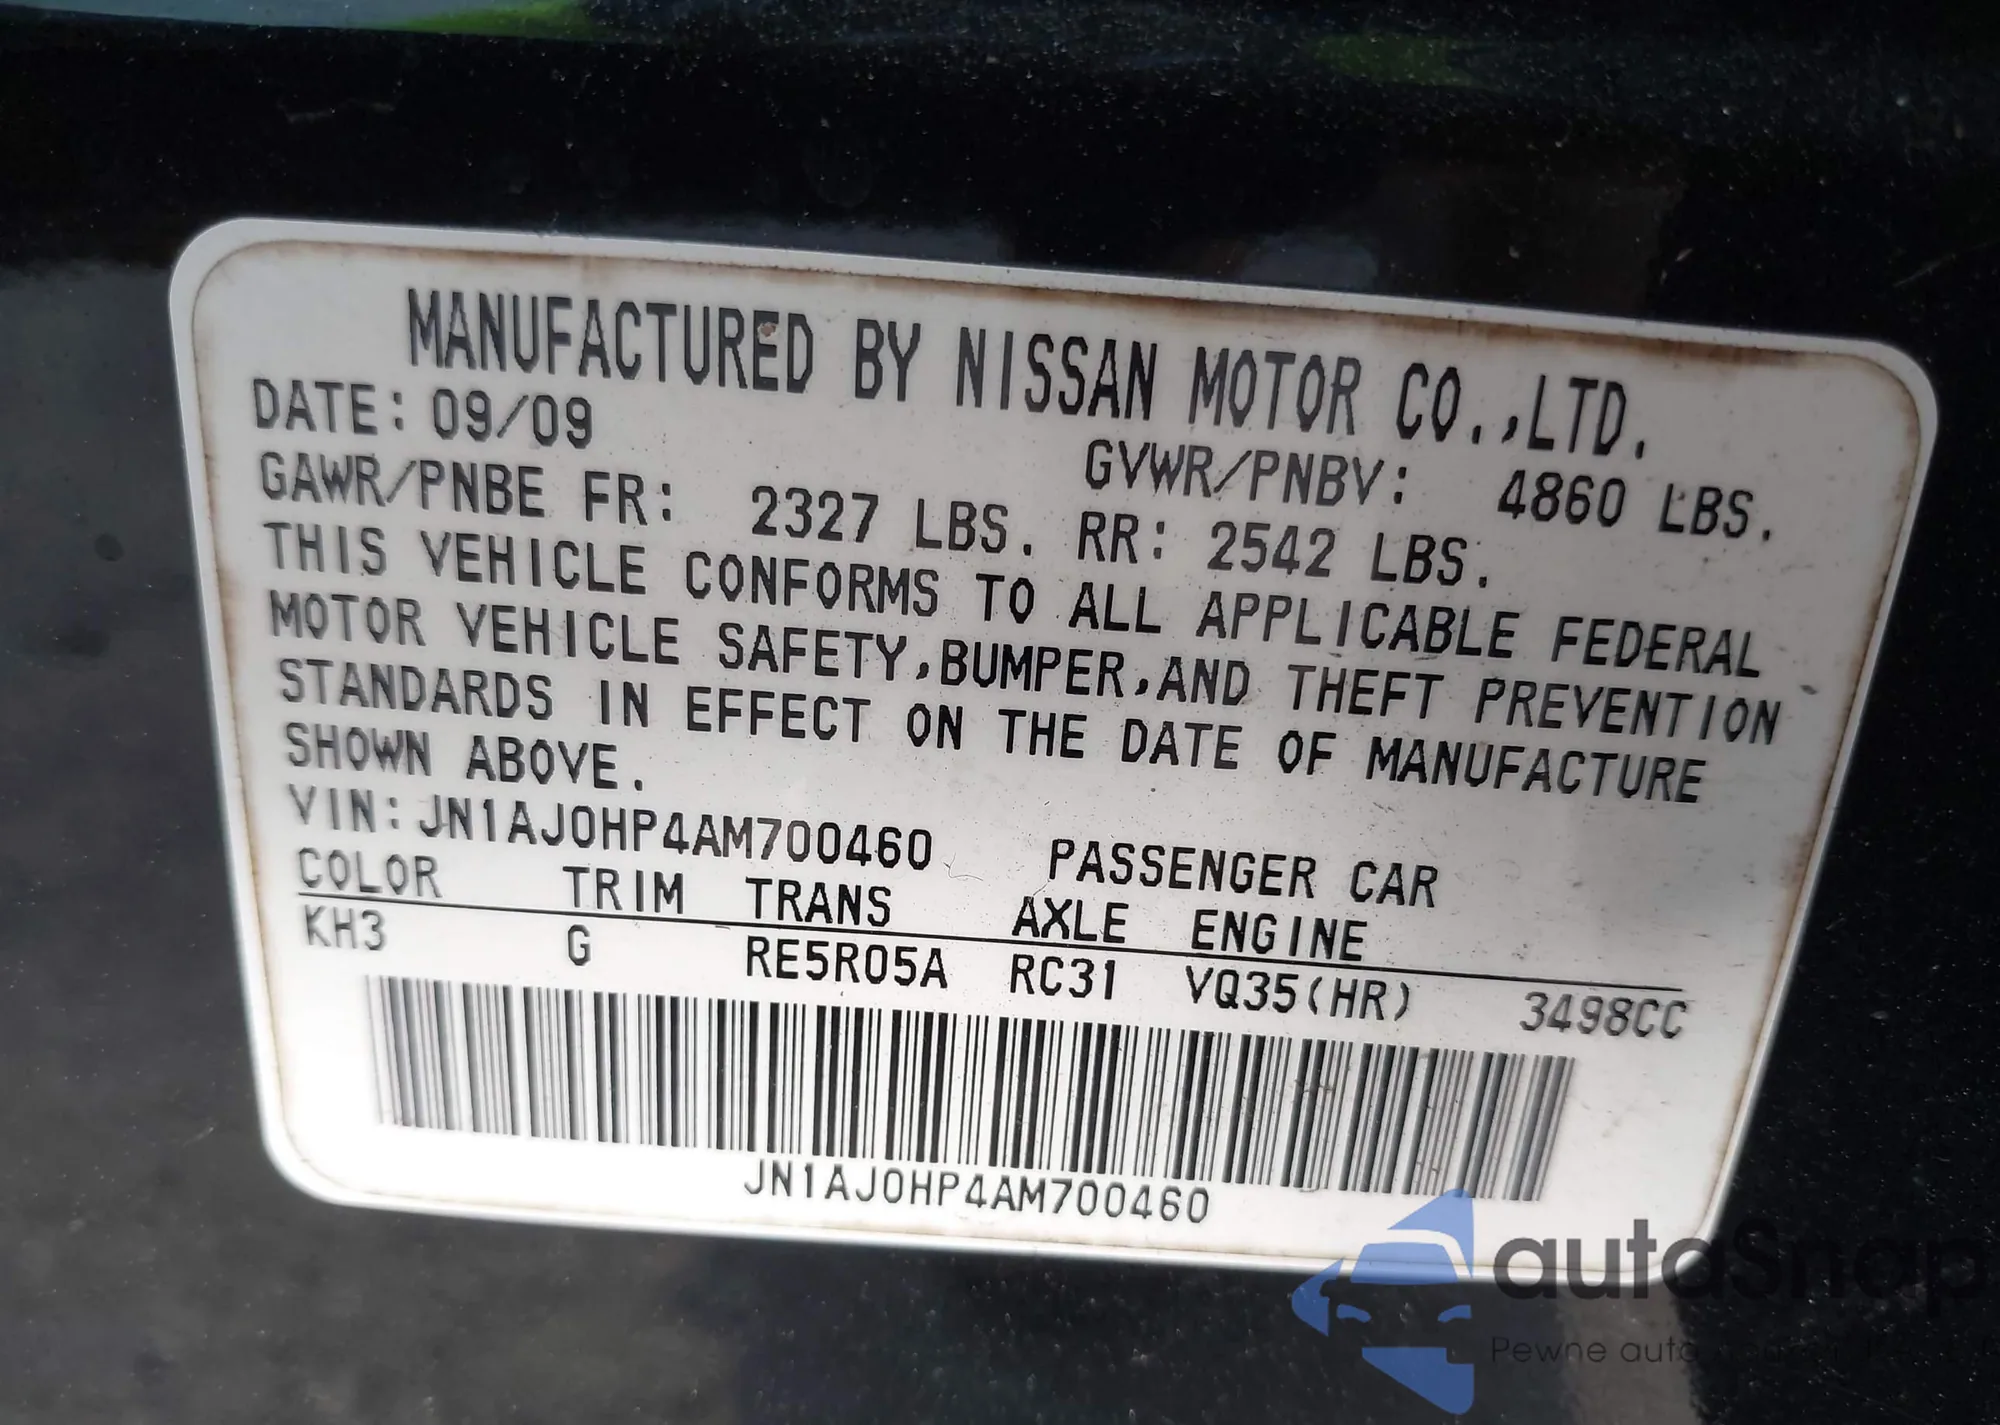 MANUFACTURED BY NISSAN MOTOR CO.,LTD.
DATE: 09/09 GVWR/PNBV: 4860 LBS.
GAWR/PNBE FR: 2327 LBS. RR: 2542 LBS.
THIS VEHICLE CONFORMS TO ALL APPLICABLE FEDERAL
MOTOR VEHICLE SAFETY,BUMPER,AND THEFT PREVENTION
STANDARDS IN EFFECT ON THE DATE OF MANUFACTURE
SHOWN ABOVE.
VIN:JN1AJ0HP4AM700460 PASSENGER CAR
COLOR TRIM TRANS AXLE ENGINE
KH3 G RE5R05A RC31 VQ35(HR) 3498CC
JN1AJ0HP4AM700460
autoSnap
Pewne auto